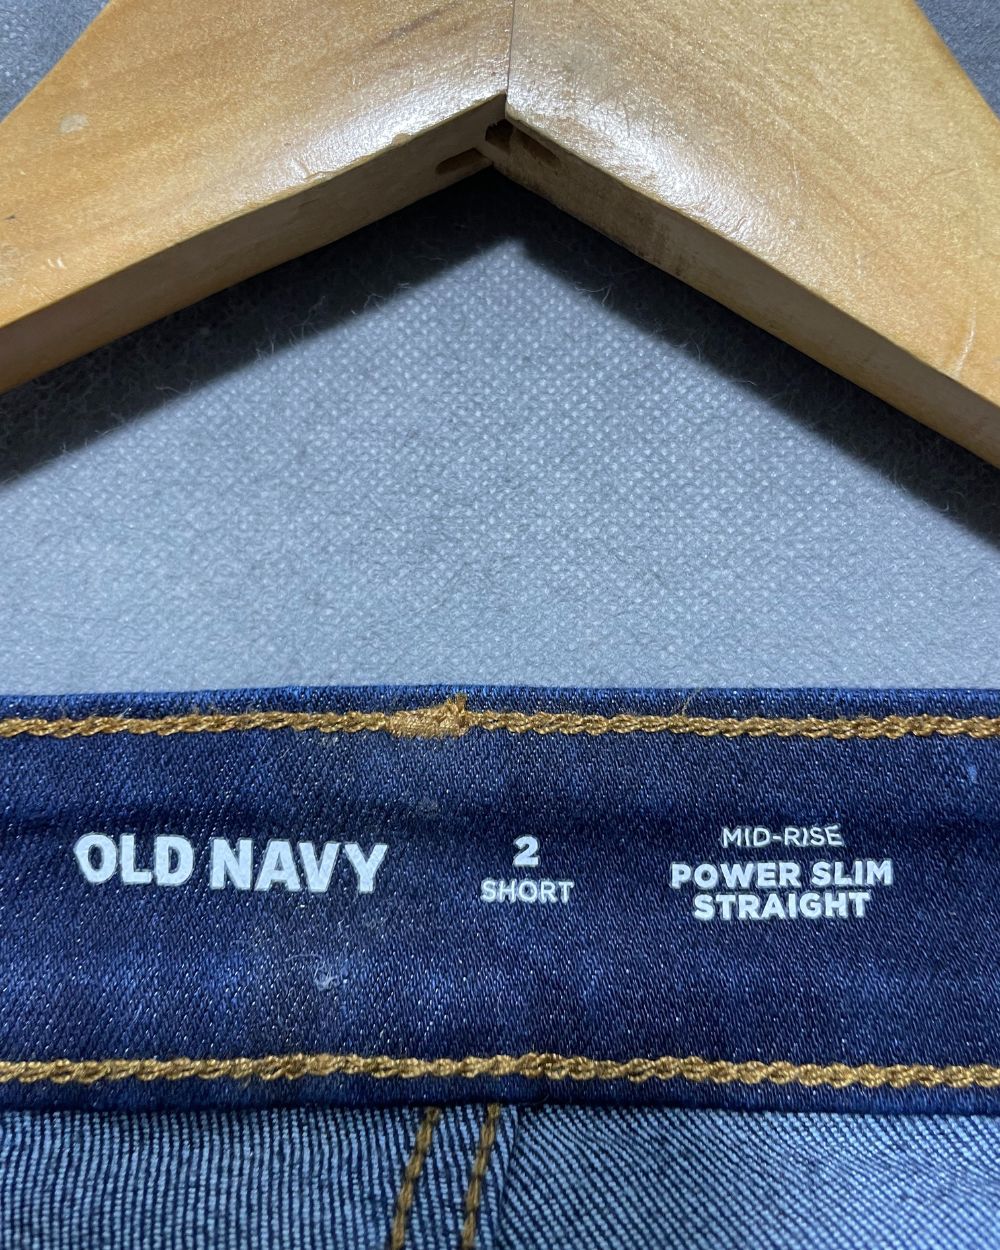 OLD NAVY
2
SHORT
MID-RISE
POWER SLIM
STRAIGHT